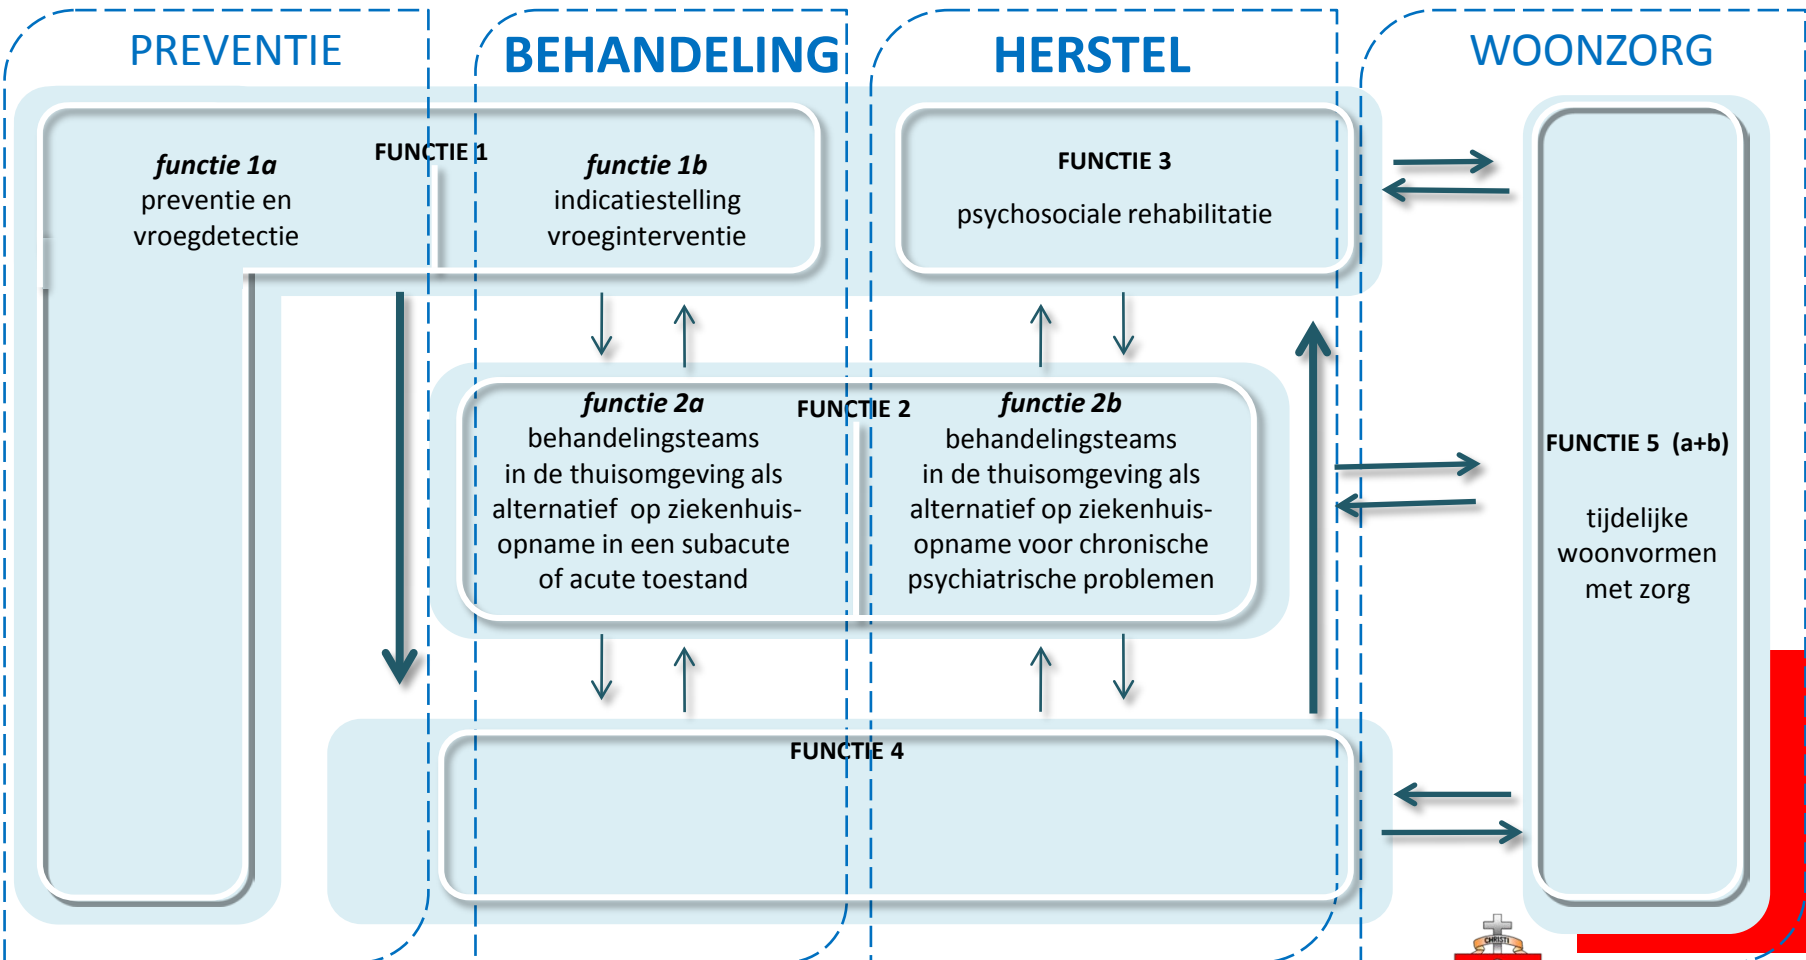 PREVENTIE
BEHANDELING
HERSTEL
WOONZORG
FUNCTIE 1
functie 1a
preventie en
vroegdetectie
functie 1b
indicatiestelling
vroeginterventie
FUNCTIE 3
psychosociale rehabilitatie
FUNCTIE 2
functie 2a
behandelingsteams
in de thuisomgeving als
alternatief op ziekenhuis-
opname in een subacute
of acute toestand
functie 2b
behandelingsteams
in de thuisomgeving als
alternatief op ziekenhuis-
opname voor chronische
psychiatrische problemen
FUNCTIE 5 (a+b)
tijdelijke
woonvormen
met zorg
FUNCTIE 4
CHRISTI